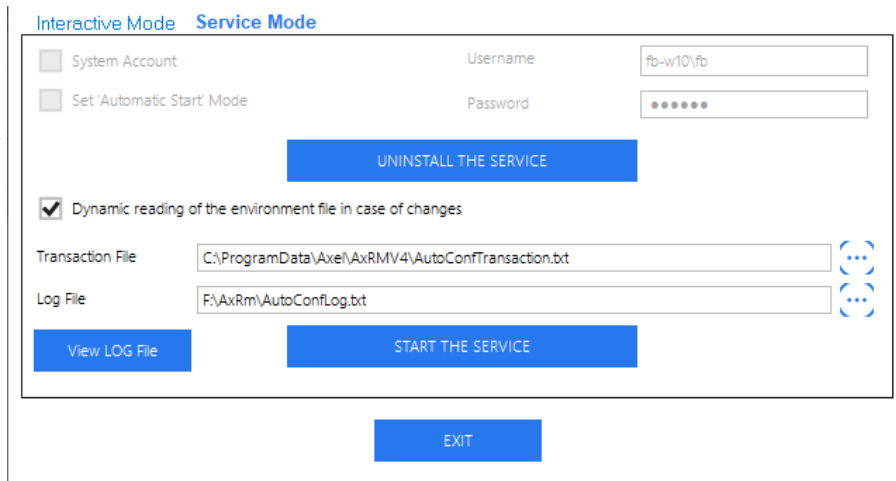 Interactive Mode Service Mode
System Account Username fb-w10\fb
Set 'Automatic Start' Mode Password ●●●●●●
UNINSTALL THE SERVICE
Dynamic reading of the environment file in case of changes
Transaction File C:\ProgramData\Axel\AxRMV4\AutoConfTransaction.txt ...
Log File F:\AxRm\AutoConfLog.txt ...
View LOG File START THE SERVICE
EXIT